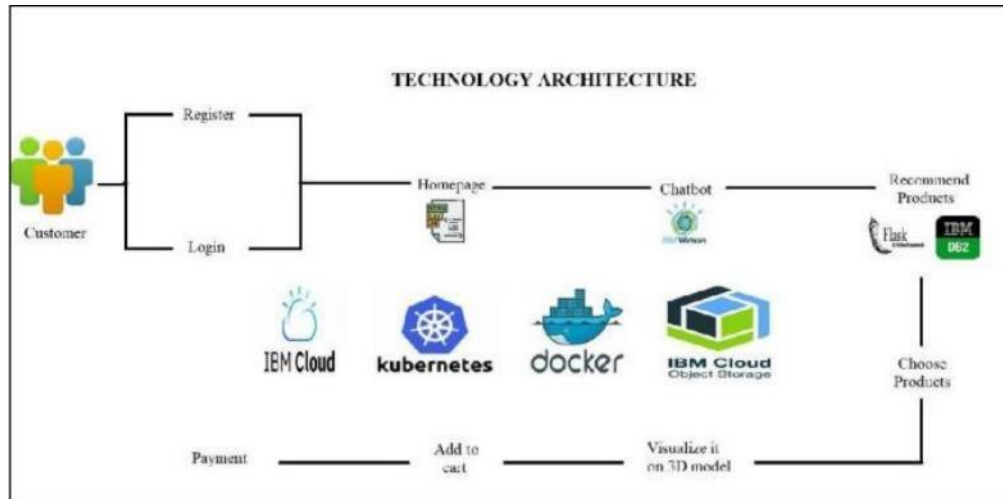 TECHNOLOGY ARCHITECTURE
Register
Customer
Login
Homepage
Chatbot
Watson
Recommend
Products
Flask
IBM
DB2
IBM Cloud
kubernetes
docker
IBM Cloud
Object Storage
Choose
Products
Payment
Add to
cart
Visualize it
on 3D model